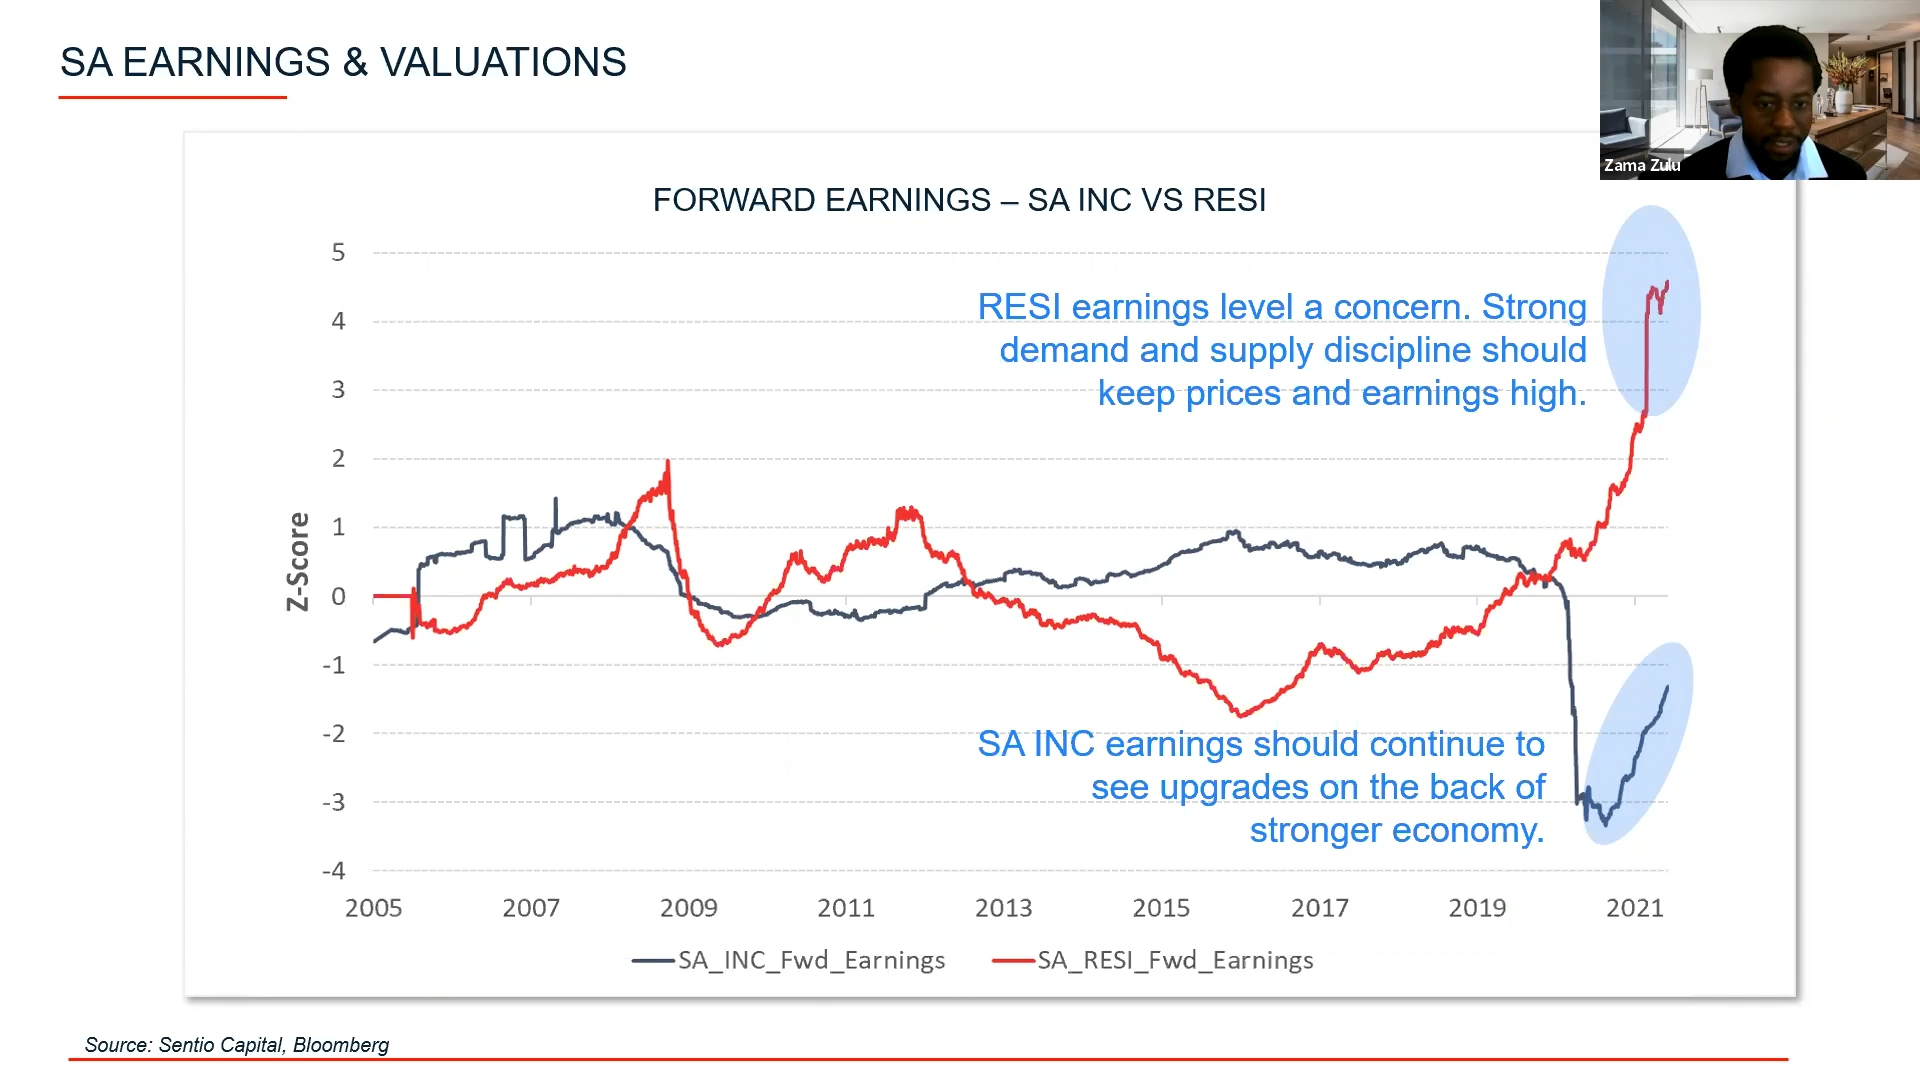 SA EARNINGS & VALUATIONS
Zama Zulu
FORWARD EARNINGS – SA INC VS RESI
5
4
3
2
1
0
-1
-2
-3
-4
Z-Score
RESI earnings level a concern. Strong
demand and supply discipline should
keep prices and earnings high.
SA INC earnings should continue to
see upgrades on the back of
stronger economy.
2005 2007 2009 2011 2013 2015 2017 2019 2021
SA_INC_Fwd_Earnings SA_RESI_Fwd_Earnings
Source: Sentio Capital, Bloomberg